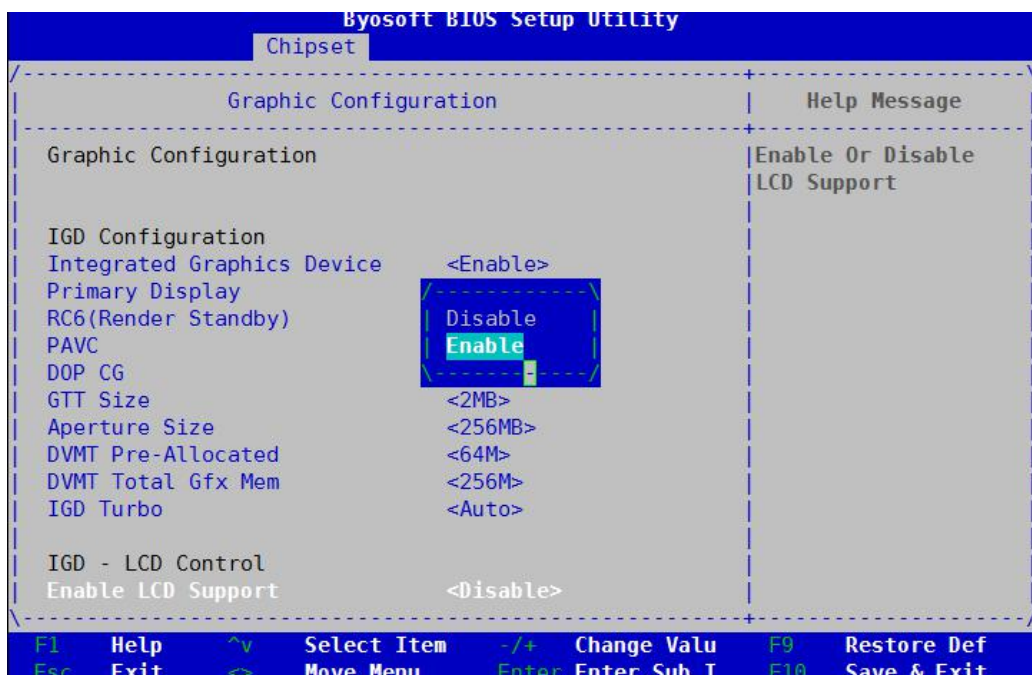 Byosoft BIOS Setup Utility
Chipset
Graphic Configuration
Help Message
Graphic Configuration
Enable Or Disable
LCD Support
IGD Configuration
Integrated Graphics Device <Enable>
Primary Display
RC6(Render Standby) Disable
PAVC Enable
DOP CG
GTT Size <2MB>
Aperture Size <256MB>
DVMT Pre-Allocated <64M>
DVMT Total Gfx Mem <256M>
IGD Turbo <Auto>
IGD - LCD Control
Enable LCD Support <Disable>
F1 Help ^v Select Item -/+ Change Valu F9 Restore Def
Esc Exit <> Move Menu Enter Enter Sub T F10 Save & Exit